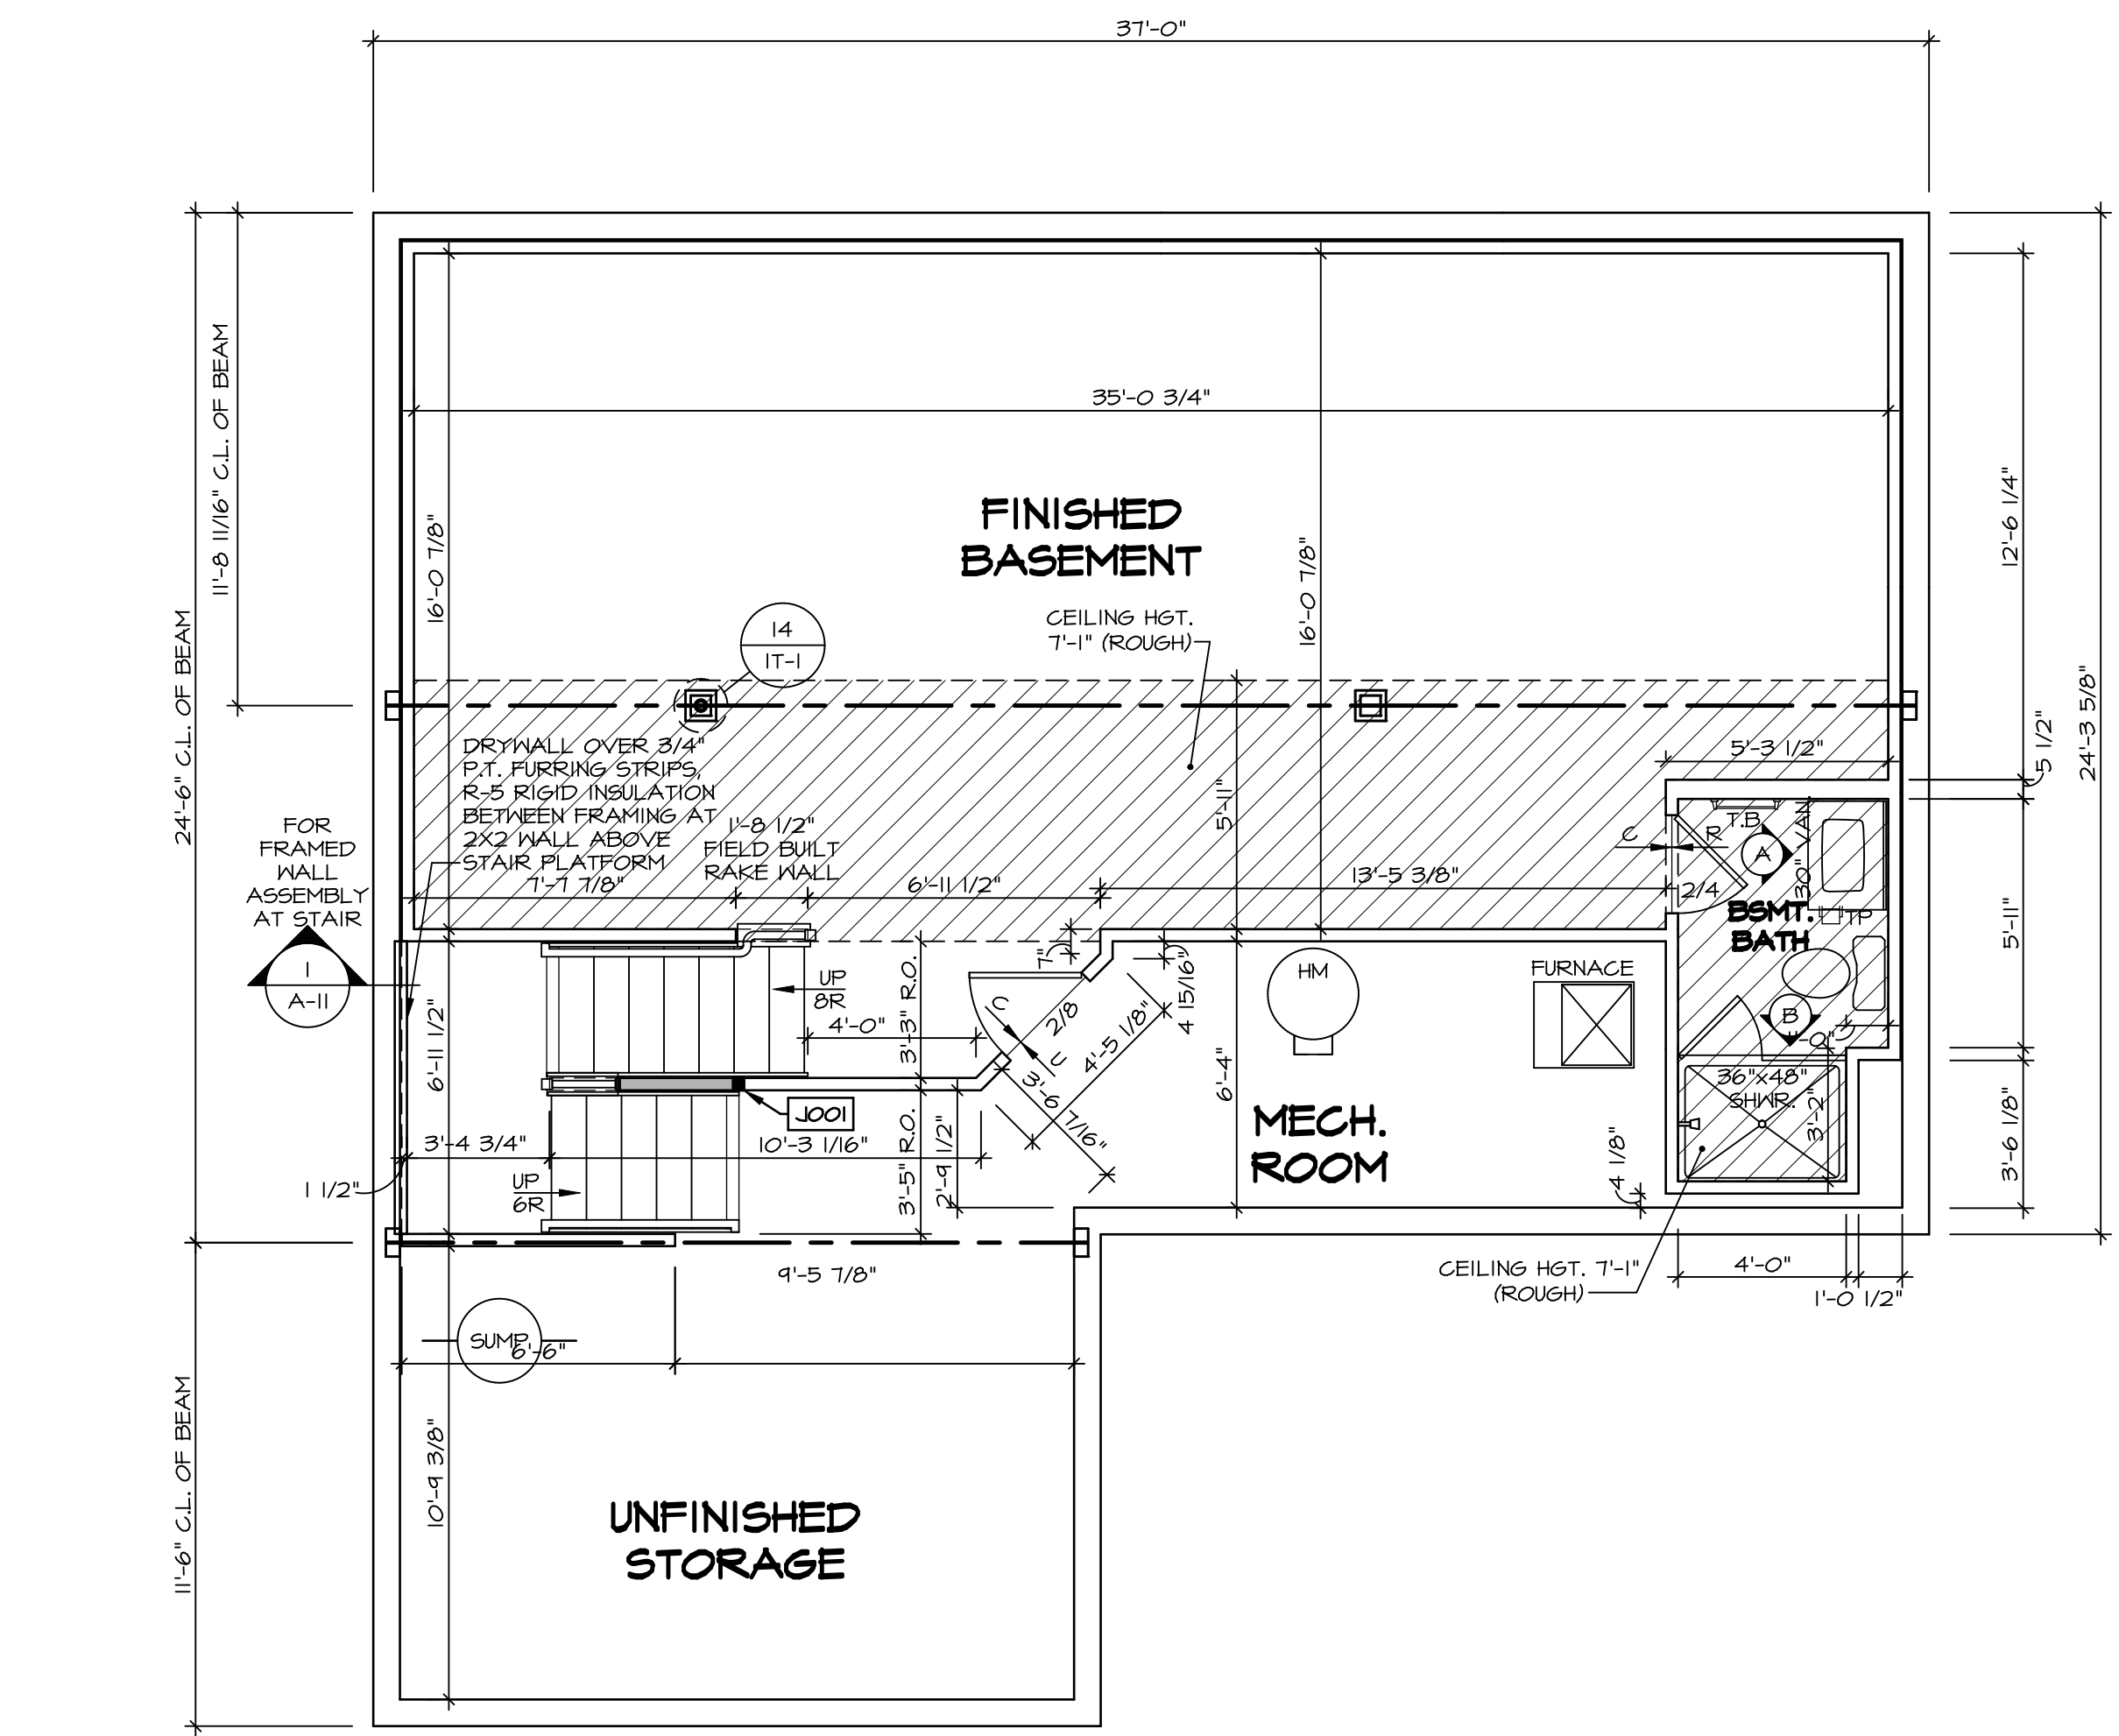 37'-0"
24'-6" C.L. OF BEAM
11'-8 11/16" C.L. OF BEAM
16'-0 7/8"
35'-0 3/4"
FINISHED
BASEMENT
CEILING HGT.
7'-1" (ROUGH)
16'-0 7/8"
12'-6 1/4"
24'-3 5/8"
5 1/2"
14
1T-1
DRYWALL OVER 3/4"
P.T. FURRING STRIPS,
R-5 RIGID INSULATION
BETWEEN FRAMING AT
2X2 WALL ABOVE
STAIR PLATFORM
7'-7 7/8"
1'-8 1/2"
FIELD BUILT
RAKE WALL
6'-11 1/2"
5'-11"
13'-5 3/8"
5'-3 1/2"
FOR
FRAMED
WALL
ASSEMBLY
AT STAIR
1
A-11
C
R
T.B.
A
30" VAN.
2/4
TP
BSMT.
BATH
B
1'-0"
5'-11"
36"x48"
SHWR.
3'-2"
3'-6 1/8"
UP
8R
4'-0"
3'-3" R.O.
7"
4 15/16"
C
2/8
U
4'-5 1/8"
3'-6 7/16"
HM
FURNACE
6'-11 1/2"
6'-4"
J001
MECH.
ROOM
3'-4 3/4"
10'-3 1/16"
3'-5" R.O.
2'-9 1/2"
1 1/2"
UP
6R
4 1/8"
CEILING HGT. 7'-1"
(ROUGH)
4'-0"
1'-0 1/2"
9'-5 7/8"
SUMP
6'-6"
11'-6" C.L. OF BEAM
10'-9 3/8"
UNFINISHED
STORAGE